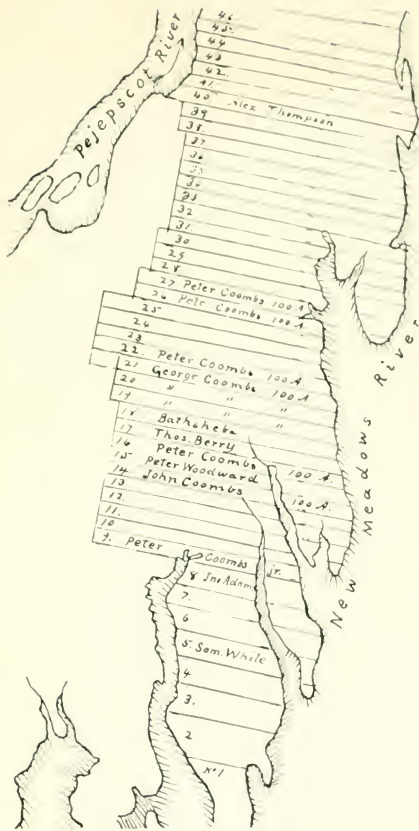 46.
45.
44
43
42.
41.
40 Alex Thompson
39
38.
37
36
35
34
33
32
31.
30
29
28
27 Peter Coombs 100 A.
26 Pete Coombs 100 A.
25
24
23
22. Peter Coombs 100 A.
21 George Coombs 100 A
20 " " "
19 " " "
18 Bathsheba
17 Thos. Berry
16 Peter Coombs 100 A.
15 Peter Woodward
14 John Coombs 100 A.
13
12
11.
10
9. Peter Coombs jr.
8 Jno Adam
7.
6
5. Sam. White
4
3.
2
No 1
Pejepscot River
New Meadows River